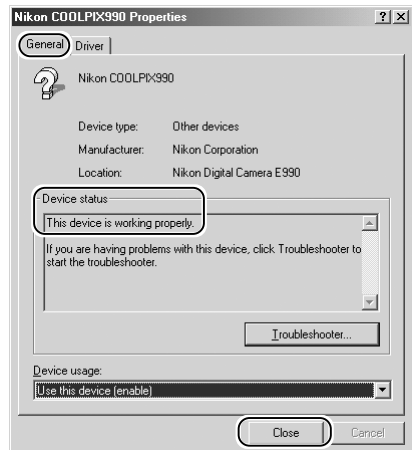 Nikon COOLPIX990 Properties
General Driver
Nikon COOLPIX990
Device type: Other devices
Manufacturer: Nikon Corporation
Location: Nikon Digital Camera E990
Device status
This device is working properly.
If you are having problems with this device, click Troubleshooter to
start the troubleshooter.
Troubleshooter...
Device usage:
Use this device (enable)
Close Cancel